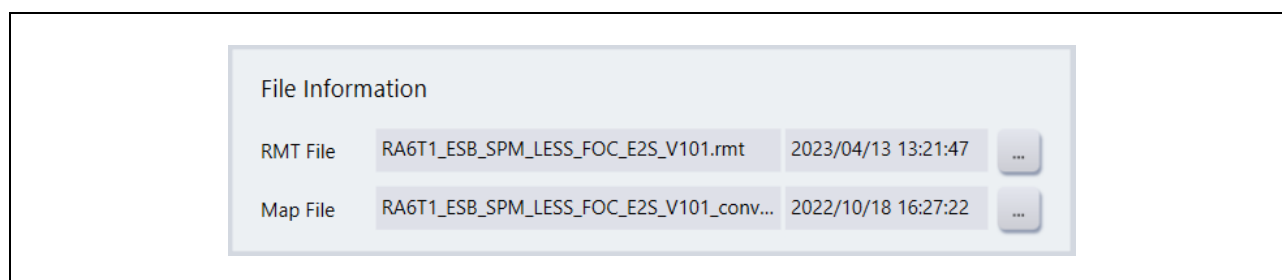 File Information
RMT File RA6T1_ESB_SPM_LESS_FOC_E2S_V101.rmt 2023/04/13 13:21:47 ...
Map File RA6T1_ESB_SPM_LESS_FOC_E2S_V101_conv... 2022/10/18 16:27:22 ...